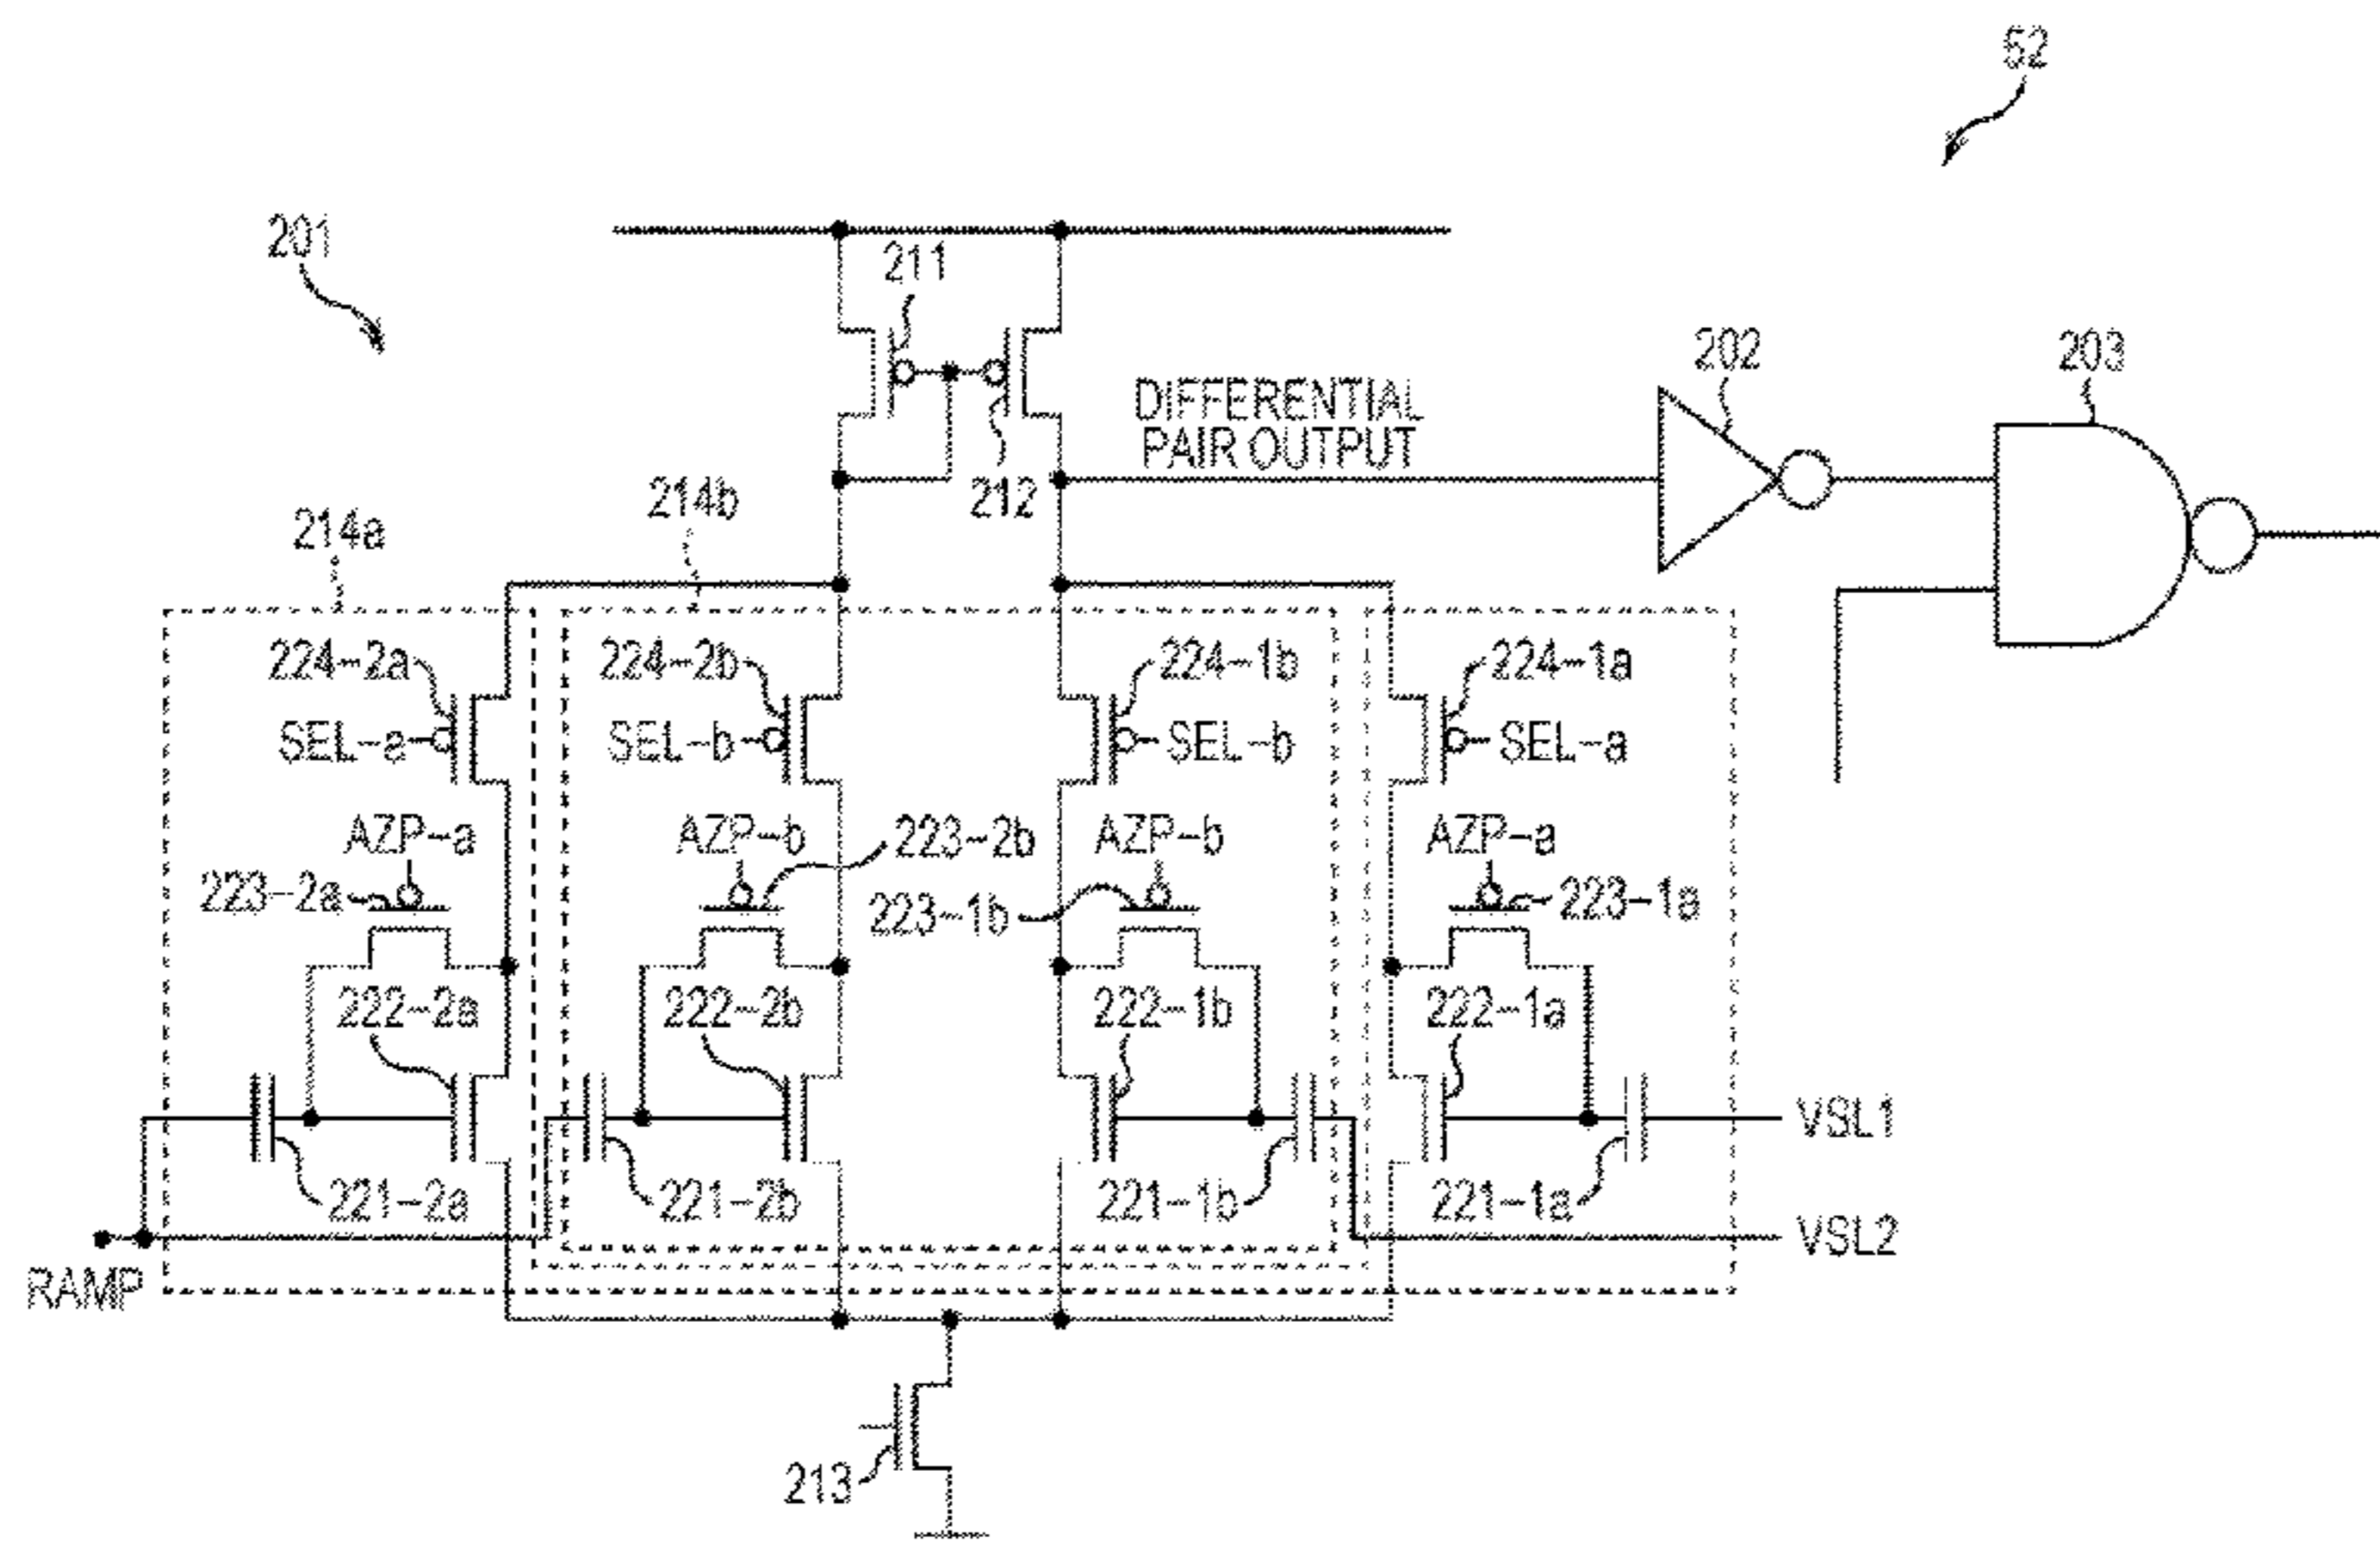 52
201
211
202
203
DIFFERENTIAL
PAIR OUTPUT
212
214b
214a
224-2a
224-2b
224-1b
224-1a
SEL-a
SEL-b
SEL-b
SEL-a
AZP-a
AZP-b
223-2b
AZP-b
AZP-a
223-2a
223-1b
223-1a
222-2a
222-2b
222-1b
222-1a
VSL1
221-2a
221-2b
221-1b
221-1a
VSL2
RAMP
213